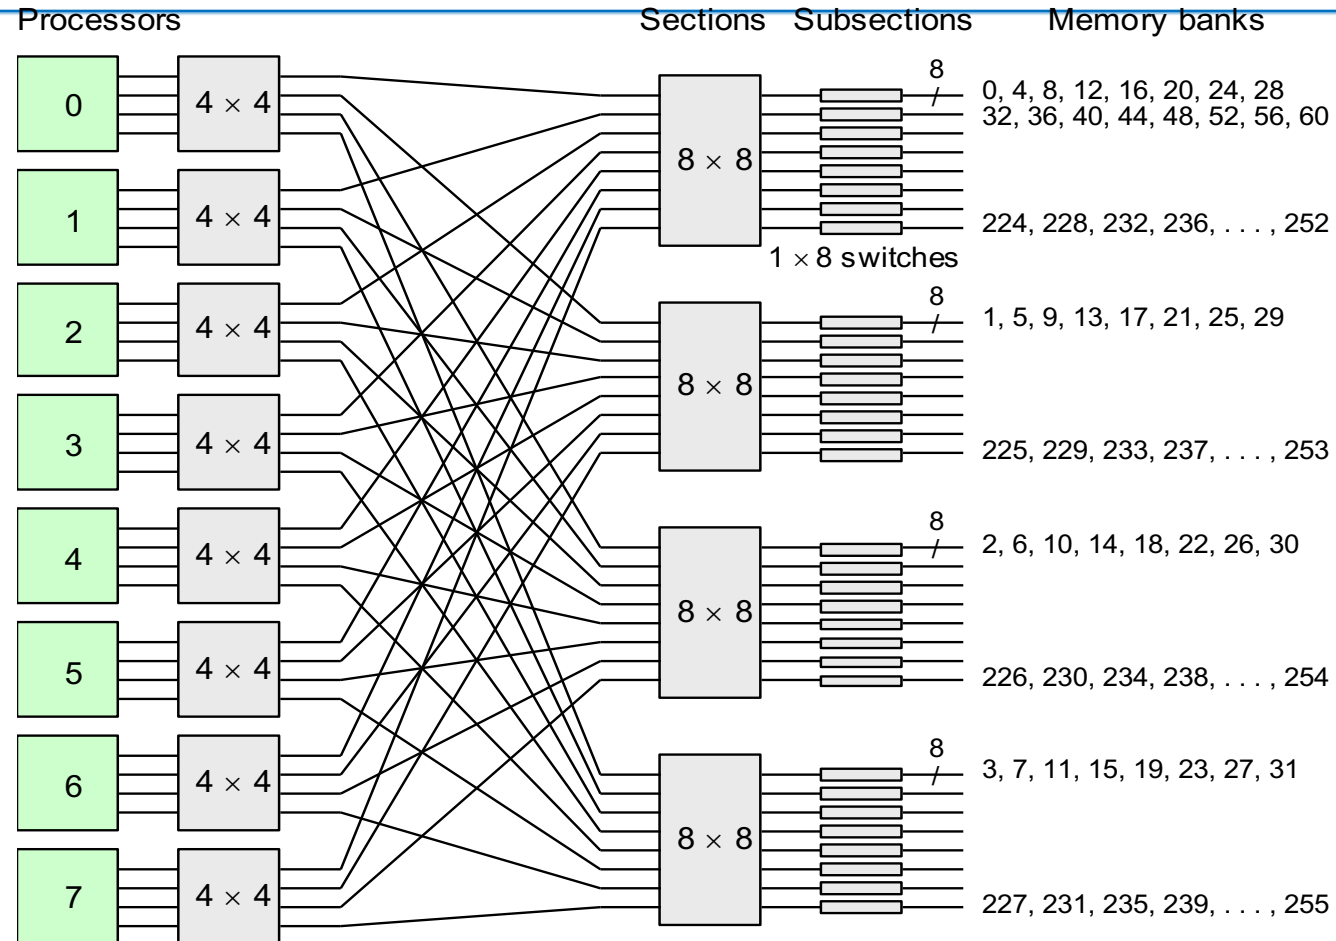 Processors
Sections
Subsections
Memory banks
0
4 × 4
1
4 × 4
2
4 × 4
3
4 × 4
4
4 × 4
5
4 × 4
6
4 × 4
7
4 × 4
8 × 8
8
0, 4, 8, 12, 16, 20, 24, 28
32, 36, 40, 44, 48, 52, 56, 60
224, 228, 232, 236, . . . , 252
1 × 8 switches
8 × 8
8
1, 5, 9, 13, 17, 21, 25, 29
225, 229, 233, 237, . . . , 253
8 × 8
8
2, 6, 10, 14, 18, 22, 26, 30
226, 230, 234, 238, . . . , 254
8 × 8
8
3, 7, 11, 15, 19, 23, 27, 31
227, 231, 235, 239, . . . , 255